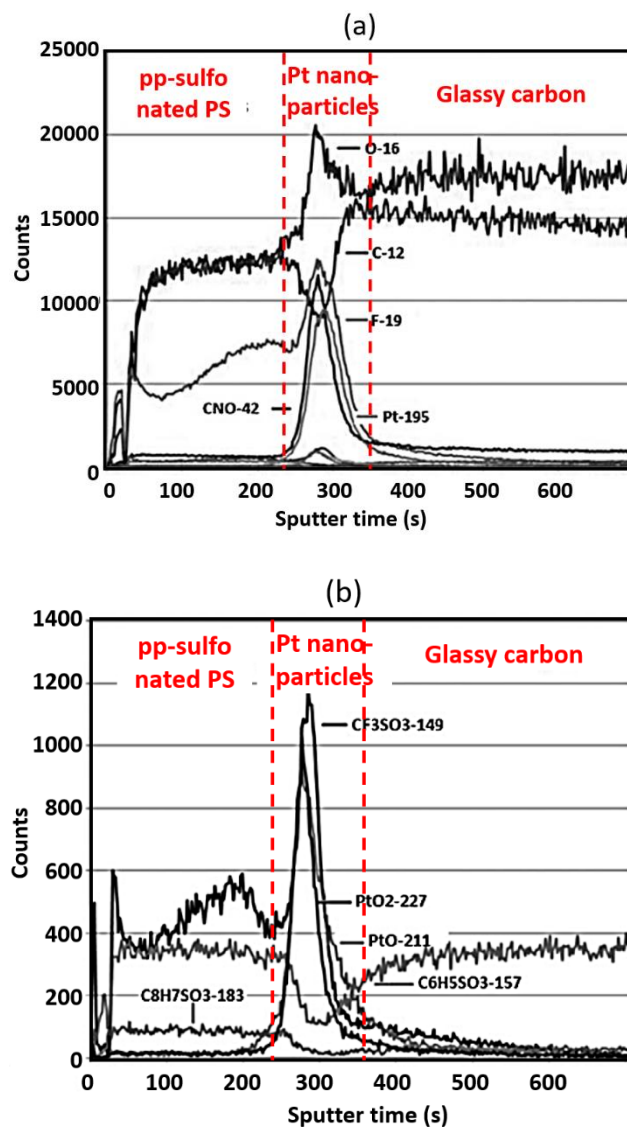 (a)
25000
20000
15000
10000
5000
0
Counts
pp-sulfo
nated PS
Pt nano-
particles
Glassy carbon
O-16
C-12
F-19
CNO-42
Pt-195
0 100 200 300 400 500 600
Sputter time (s)
(b)
1400
1200
1000
800
600
400
200
0
Counts
pp-sulfo
nated PS
Pt nano-
particles
Glassy carbon
CF3SO3-149
PtO2-227
PtO-211
C6H5SO3-157
C8H7SO3-183
0 100 200 300 400 500 600
Sputter time (s)